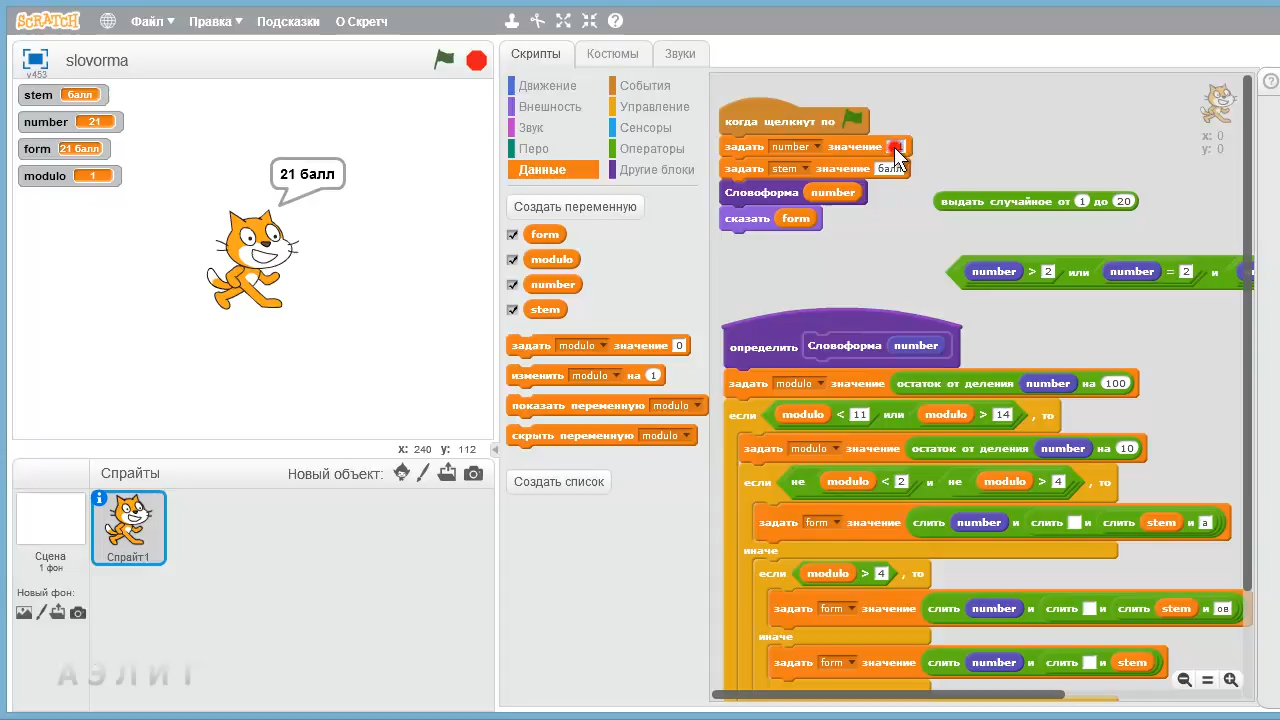 SCRATCH Файл Правка Подсказки О Скретч
v453
slovorma
stem балл
number 21
form 21 балл
modulo 1
21 балл
x: 240 y: 112
Спрайты Новый объект:
Сцена
1 фон
Новый фон:
Спрайт1
АЭЛИТ
Скрипты Костюмы Звуки
Движение События
Внешность Управление
Звук Сенсоры
Перо Операторы
Данные Другие блоки
Создать переменную
form
modulo
number
stem
задать modulo значение 0
изменить modulo на 1
показать переменную modulo
скрыть переменную modulo
Создать список
x: 0
y: 0
когда щелкнут по
задать number значение
задать stem значение балл
Словоформа number
сказать form
выдать случайное от 1 до 20
number > 2 или number = 2 и
определить Словоформа number
задать modulo значение остаток от деления number на 100
если modulo < 11 или modulo > 14 , то
задать modulo значение остаток от деления number на 10
если не modulo < 2 и не modulo > 4 , то
задать form значение слить number и слить и слить stem и а
иначе
если modulo > 4 , то
задать form значение слить number и слить и слить stem и ов
иначе
задать form значение слить number и слить и stem